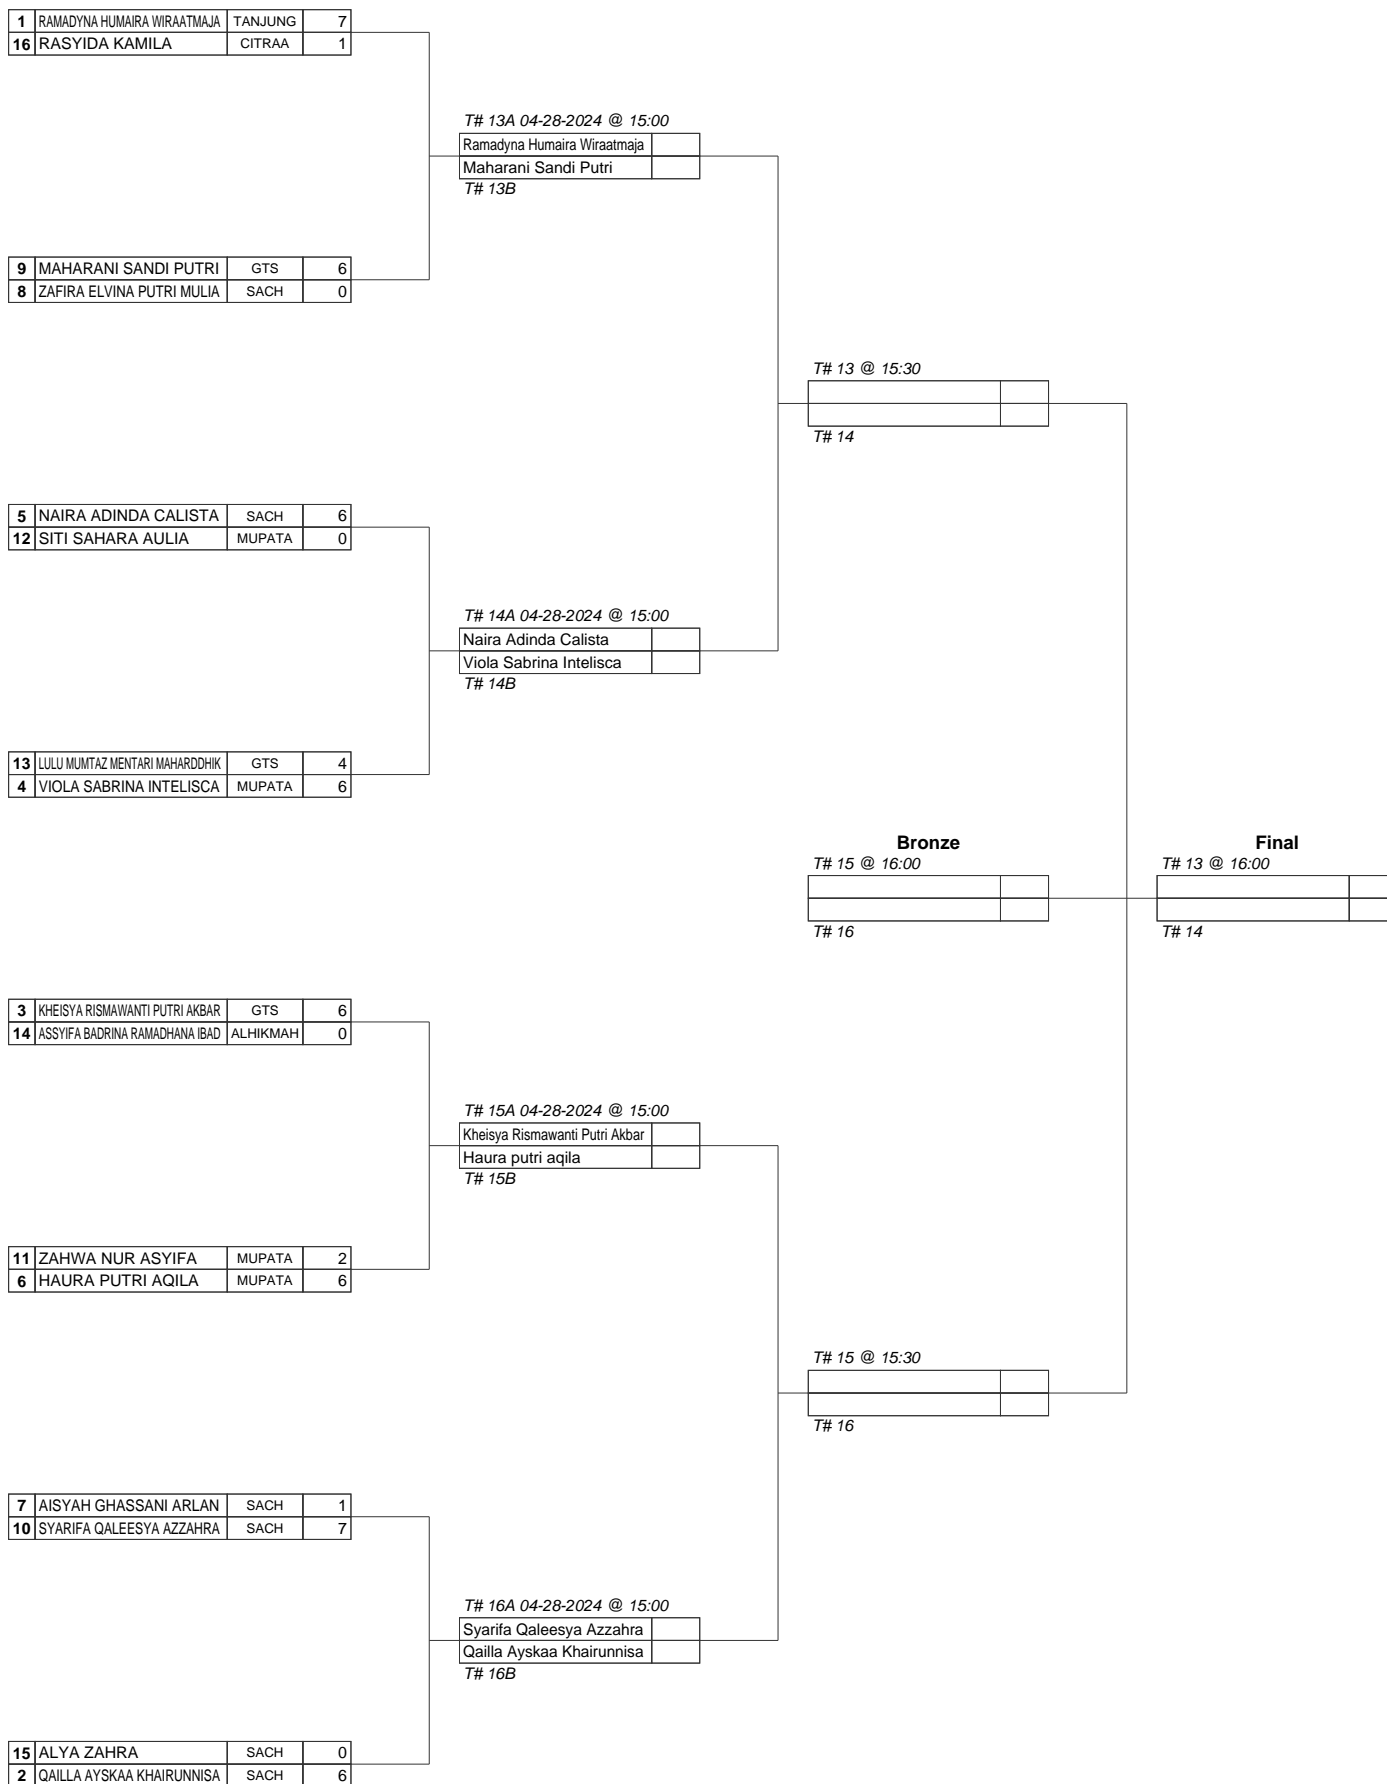 1 RAMADYNA HUMAIRA WIRAATMAJA TANJUNG 7
16 RASYIDA KAMILA CITRAA 1
T# 13A 04-28-2024 @ 15:00
Ramadyna Humaira Wiraatmaja
Maharani Sandi Putri
T# 13B
9 MAHARANI SANDI PUTRI GTS 6
8 ZAFIRA ELVINA PUTRI MULIA SACH 0
T# 13 @ 15:30
T# 14
5 NAIRA ADINDA CALISTA SACH 6
12 SITI SAHARA AULIA MUPATA 0
T# 14A 04-28-2024 @ 15:00
Naira Adinda Calista
Viola Sabrina Intelisca
T# 14B
13 LULU MUMTAZ MENTARI MAHARDDHIK GTS 4
4 VIOLA SABRINA INTELISCA MUPATA 6
Bronze Final
T# 15 @ 16:00 T# 13 @ 16:00
T# 16 T# 14
3 KHEISYA RISMAWANTI PUTRI AKBAR GTS 6
14 ASSYIFA BADRINA RAMADHANA IBAD ALHIKMAH 0
T# 15A 04-28-2024 @ 15:00
Kheisya Rismawanti Putri Akbar
Haura putri aqila
T# 15B
11 ZAHWA NUR ASYIFA MUPATA 2
6 HAURA PUTRI AQILA MUPATA 6
T# 15 @ 15:30
T# 16
7 AISYAH GHASSANI ARLAN SACH 1
10 SYARIFA QALEESYA AZZAHRA SACH 7
T# 16A 04-28-2024 @ 15:00
Syarifa Qaleesya Azzahra
Qailla Ayskaa Khairunnisa
T# 16B
15 ALYA ZAHRA SACH 0
2 QAILLA AYSKAA KHAIRUNNISA SACH 6